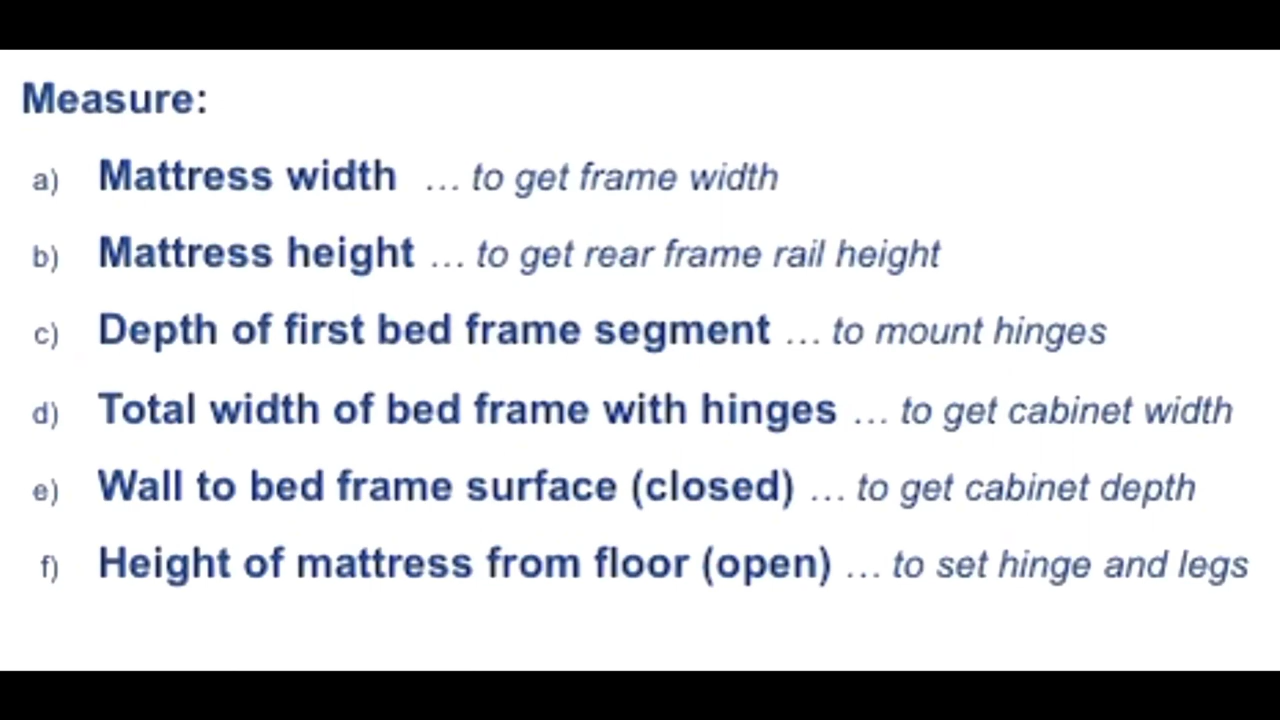 Measure:
a) Mattress width ... to get frame width
b) Mattress height ... to get rear frame rail height
c) Depth of first bed frame segment ... to mount hinges
d) Total width of bed frame with hinges ... to get cabinet width
e) Wall to bed frame surface (closed) ... to get cabinet depth
f) Height of mattress from floor (open) ... to set hinge and legs